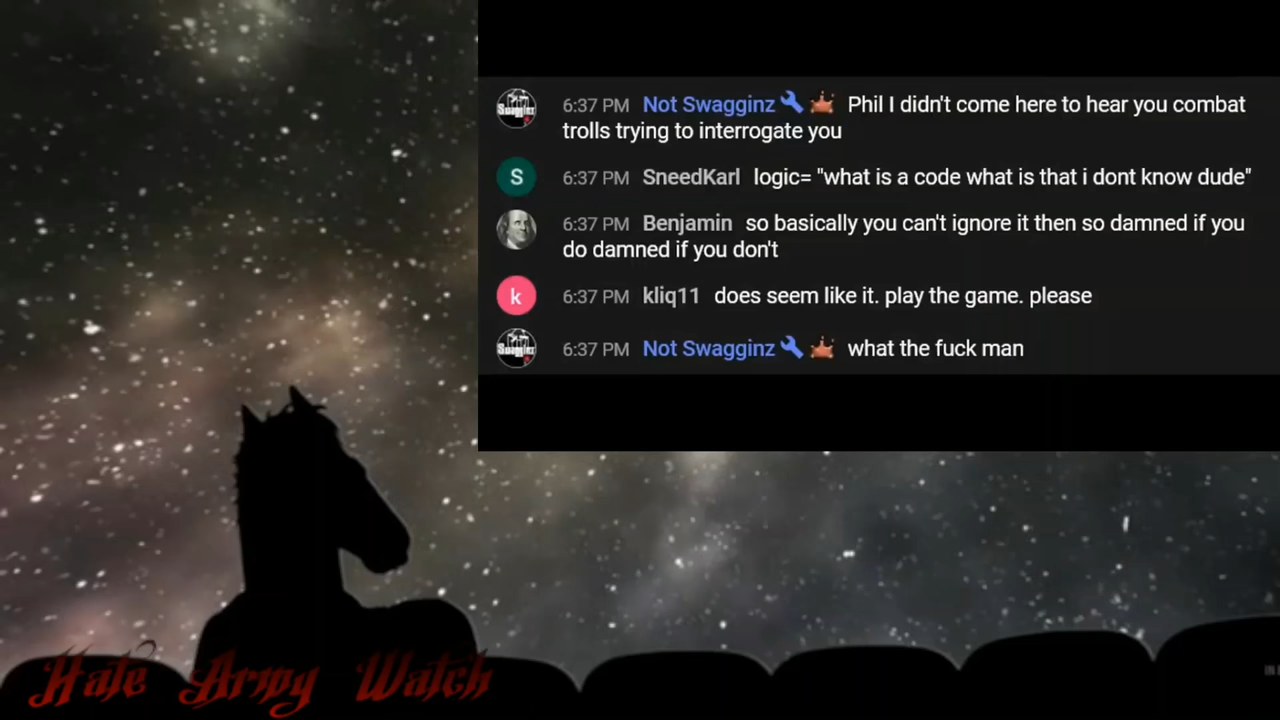 6:37 PM Not Swagginz Phil I didn't come here to hear you combat
trolls trying to interrogate you
S 6:37 PM SneedKarl logic= "what is a code what is that i dont know dude"
6:37 PM Benjamin so basically you can't ignore it then so damned if you
do damned if you don't
k 6:37 PM kliq11 does seem like it. play the game. please
6:37 PM Not Swagginz what the fuck man
Hate Army Watch